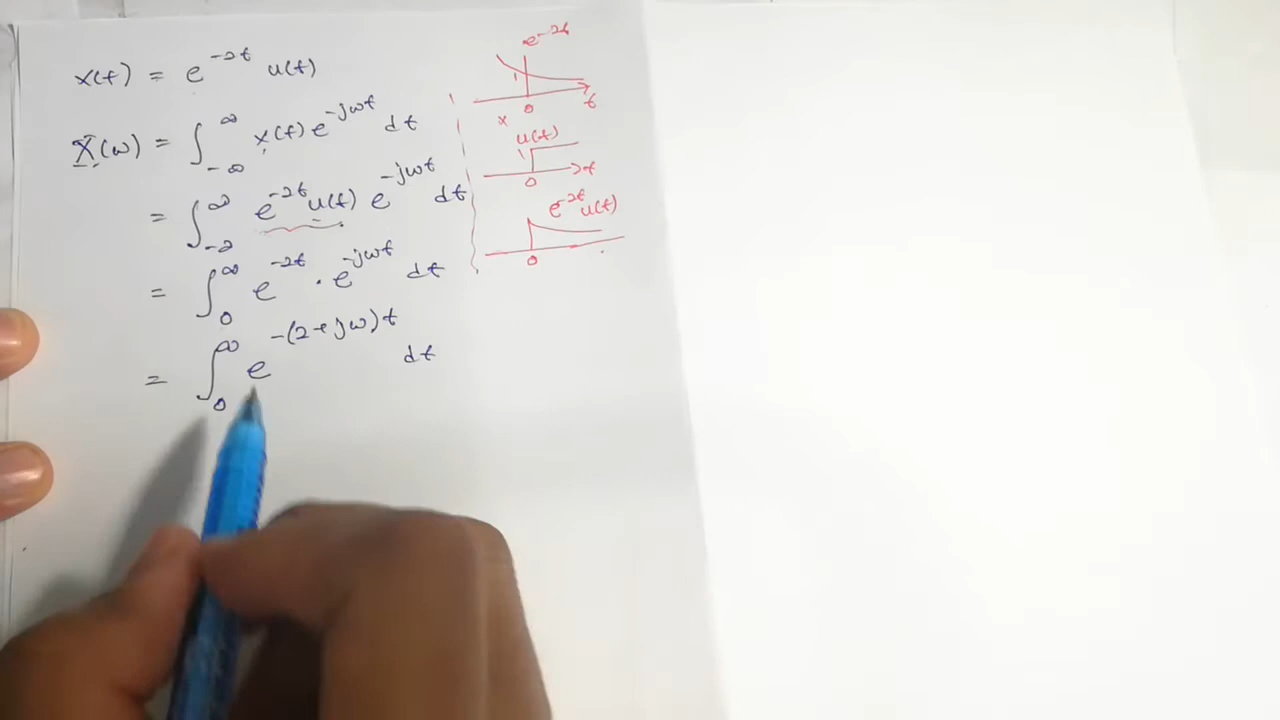 x(t) = e^{-2t} u(t)
X(ω) = ∫_{-∞}^{∞} x(t) e^{-jωt} dt
= ∫_{-∞}^{∞} e^{-2t} u(t) e^{-jωt} dt
= ∫_{0}^{∞} e^{-2t} · e^{-jωt} dt
= ∫_{0}^{∞} e^{-(2+jω)t} dt
e^{-2t}
1
0 t
x
u(t)
1
0 t
e^{-2t} u(t)
0